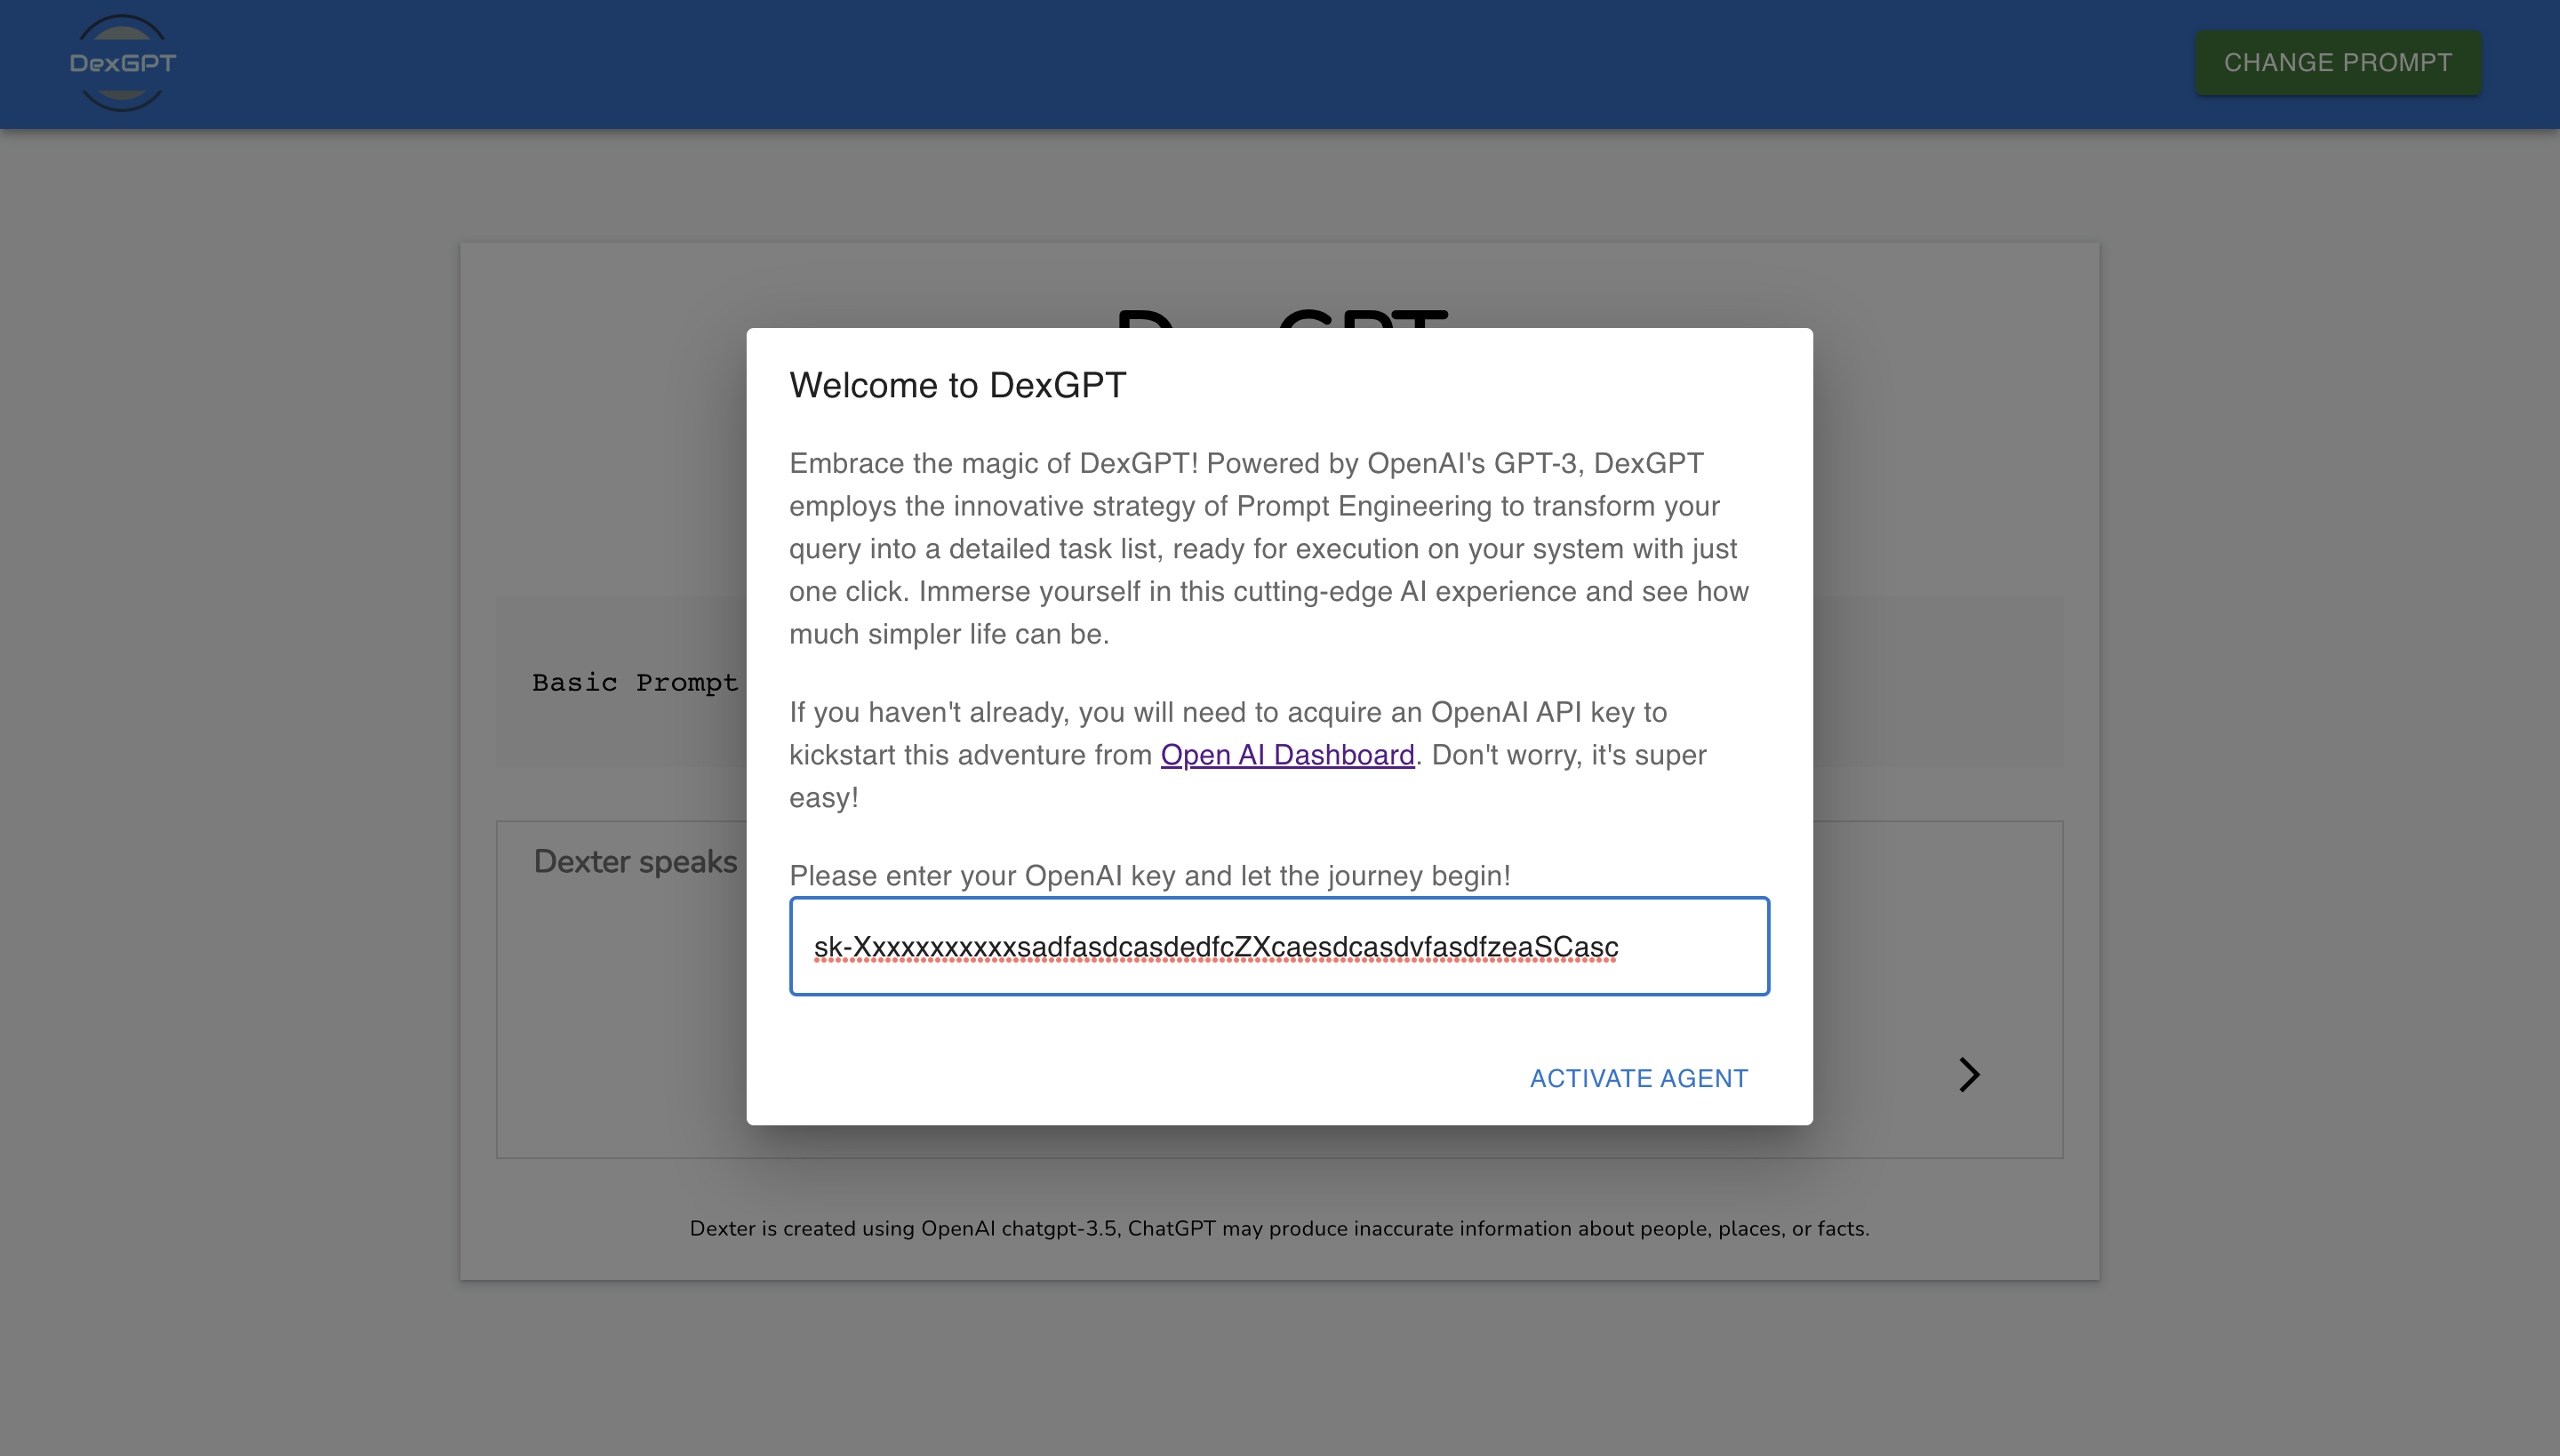 DexGPT
CHANGE PROMPT
Welcome to DexGPT
Embrace the magic of DexGPT! Powered by OpenAI's GPT-3, DexGPT
employs the innovative strategy of Prompt Engineering to transform your
query into a detailed task list, ready for execution on your system with just
one click. Immerse yourself in this cutting-edge AI experience and see how
much simpler life can be.
Basic Prompt
If you haven't already, you will need to acquire an OpenAI API key to
kickstart this adventure from Open AI Dashboard. Don't worry, it's super
easy!
Dexter speaks
Please enter your OpenAI key and let the journey begin!
sk-XxxxxxxxxxxxsadfasdcasdedfcZXcaesdcasdvfasdfzeaSCasc
ACTIVATE AGENT
Dexter is created using OpenAI chatgpt-3.5, ChatGPT may produce inaccurate information about people, places, or facts.